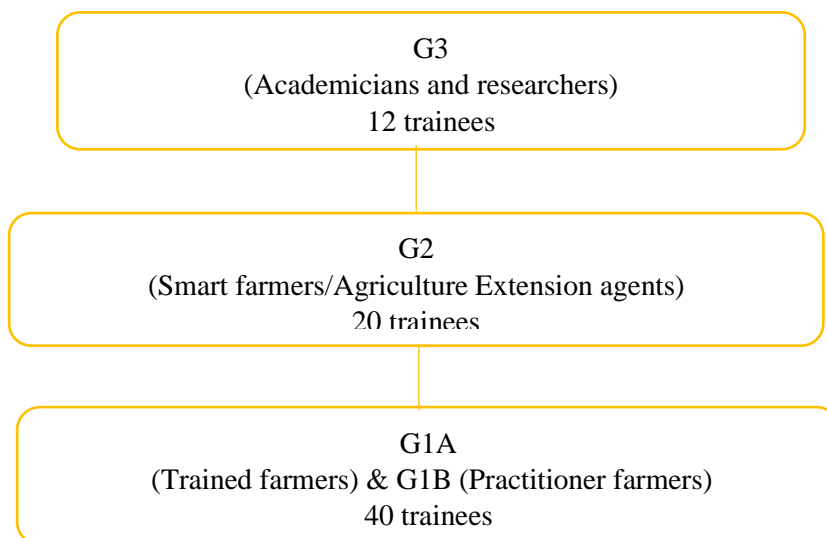 G3
(Academicians and researchers)
12 trainees
G2
(Smart farmers/Agriculture Extension agents)
20 trainees
G1A
(Trained farmers) & G1B (Practitioner farmers)
40 trainees